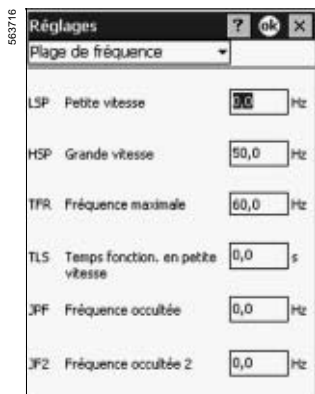 563716
Réglages ? ok ×
Plage de fréquence
LSP Petite vitesse 0,0 Hz
HSP Grande vitesse 50,0 Hz
TFR Fréquence maximale 60,0 Hz
TLS Temps fonction. en petite vitesse 0,0 s
JPF Fréquence occultée 0,0 Hz
JF2 Fréquence occultée 2 0,0 Hz